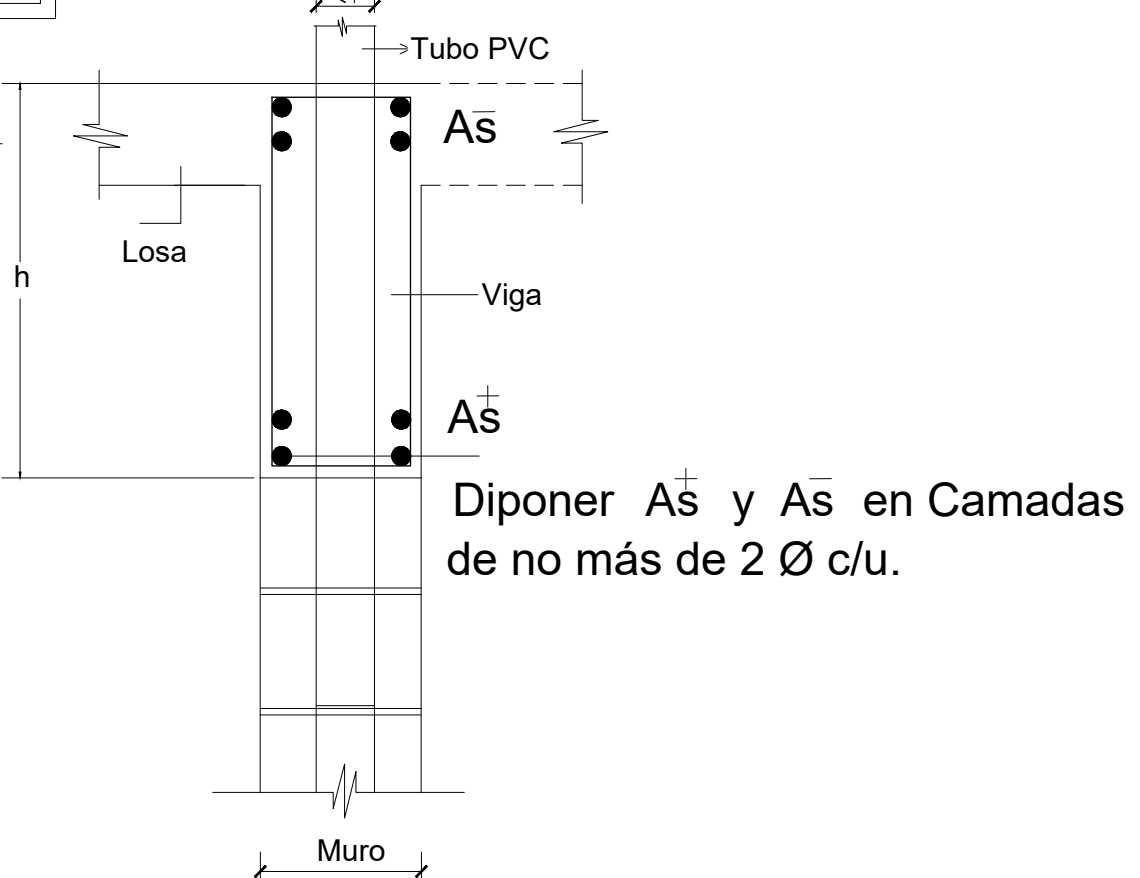 Tubo PVC
As̅
Losa
h
Viga
As⁺
Diponer As⁺ y As̅ en Camadas
de no más de 2 Ø c/u.
Muro